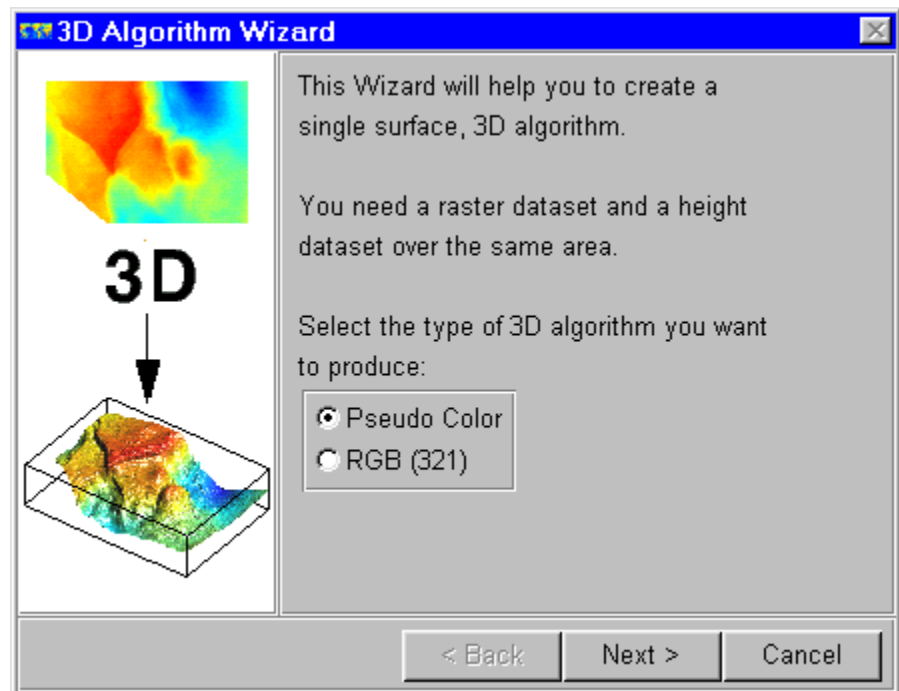 3D Algorithm Wizard
3D
This Wizard will help you to create a
single surface, 3D algorithm.
You need a raster dataset and a height
dataset over the same area.
Select the type of 3D algorithm you want
to produce:
Pseudo Color
RGB (321)
< Back
Next >
Cancel